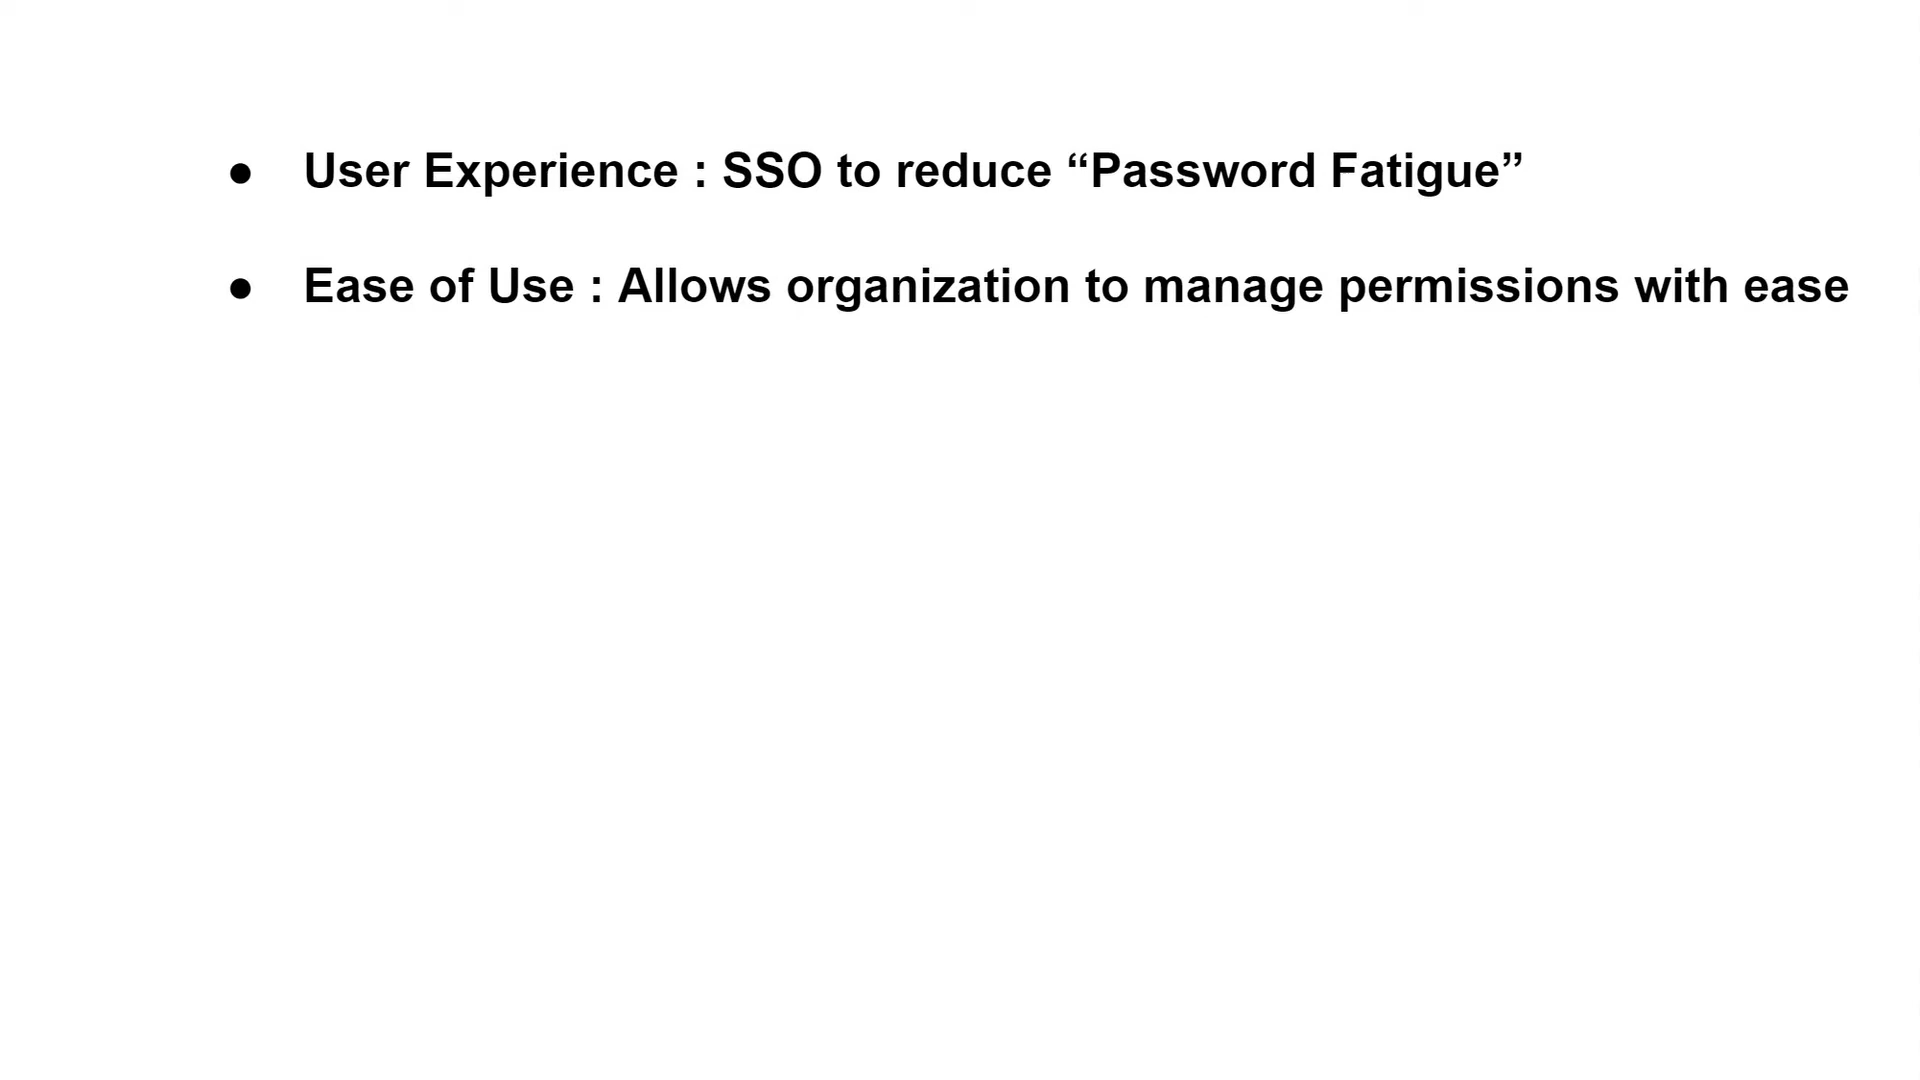 ● User Experience : SSO to reduce “Password Fatigue”
● Ease of Use : Allows organization to manage permissions with ease